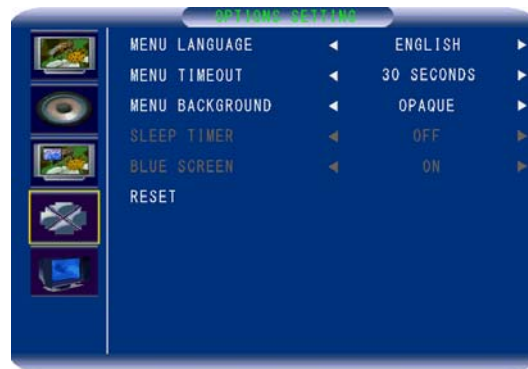 OPTIONS SETTING
MENU LANGUAGE ENGLISH
MENU TIMEOUT 30 SECONDS
MENU BACKGROUND OPAQUE
SLEEP TIMER OFF
BLUE SCREEN ON
RESET